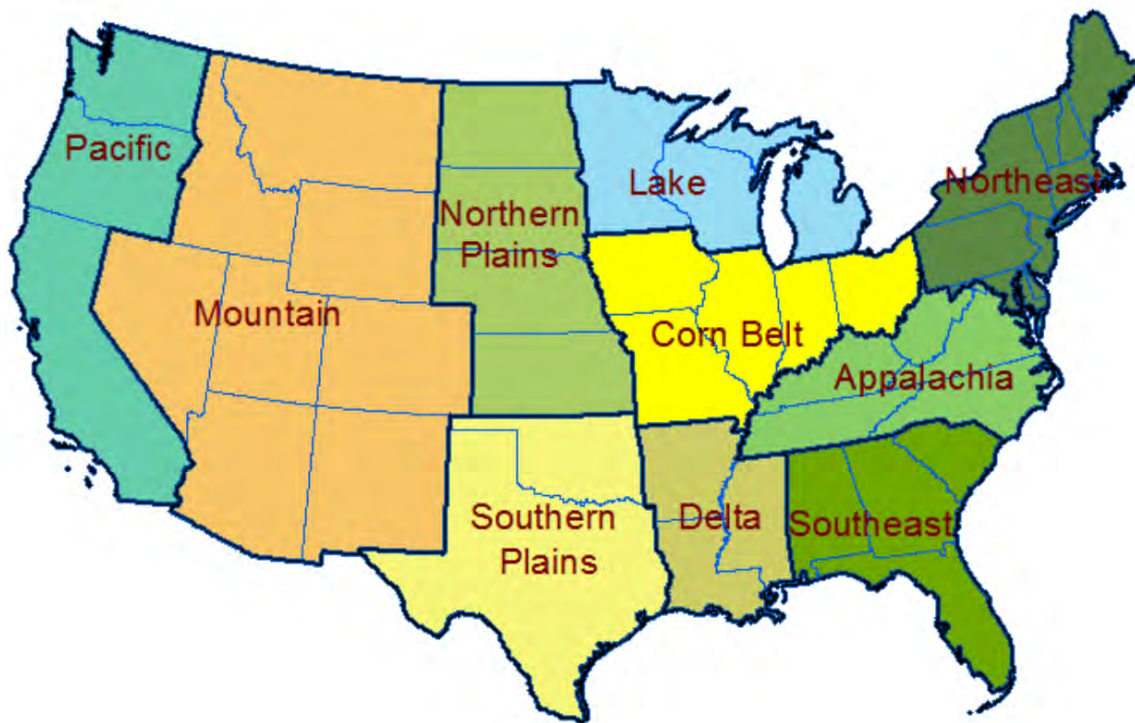 Pacific
Lake
Northeast
Northern
Plains
Mountain
Corn Belt
Appalachia
Southern
Plains
Delta
Southeast